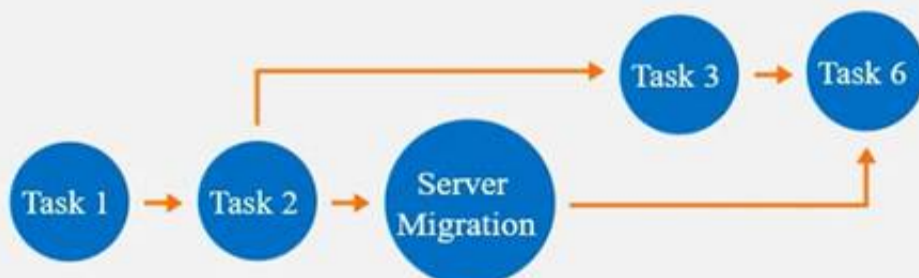 Task 3
Task 6
Task 1
Task 2
Server
Migration